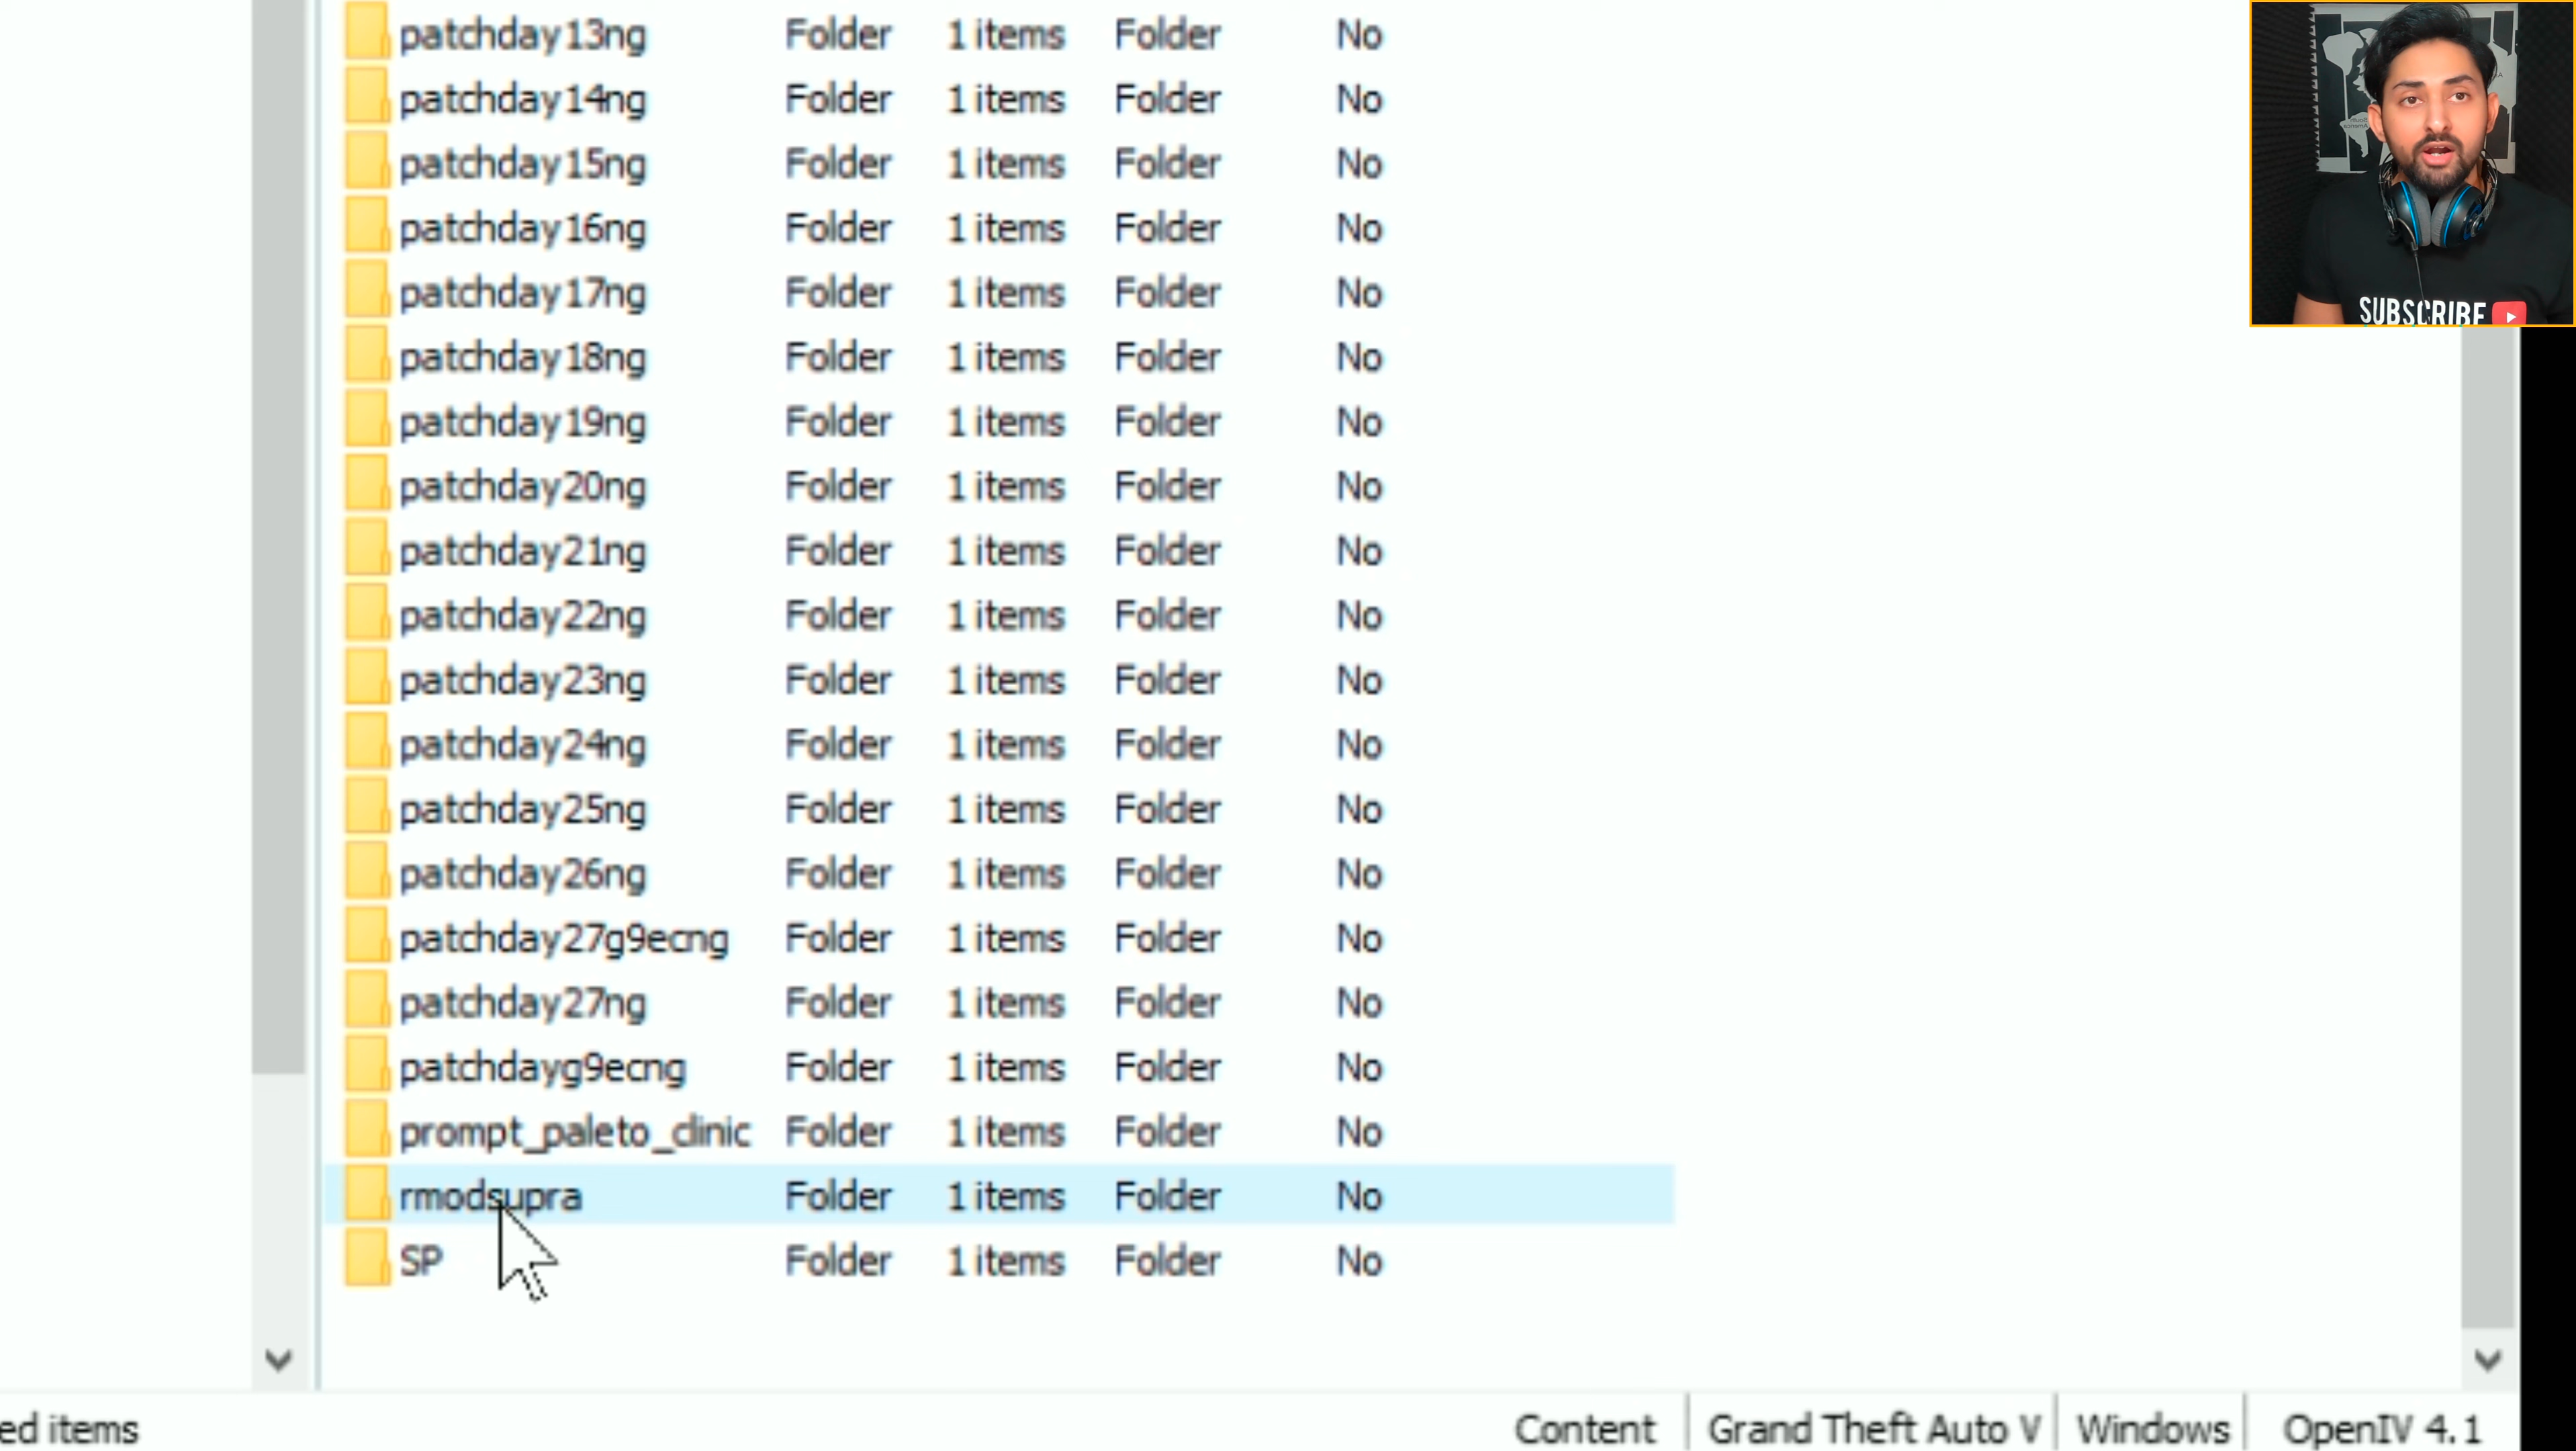 patchday13ng Folder 1 items Folder No
patchday14ng Folder 1 items Folder No
patchday15ng Folder 1 items Folder No
patchday16ng Folder 1 items Folder No
patchday17ng Folder 1 items Folder No
patchday18ng Folder 1 items Folder No
patchday19ng Folder 1 items Folder No
patchday20ng Folder 1 items Folder No
patchday21ng Folder 1 items Folder No
patchday22ng Folder 1 items Folder No
patchday23ng Folder 1 items Folder No
patchday24ng Folder 1 items Folder No
patchday25ng Folder 1 items Folder No
patchday26ng Folder 1 items Folder No
patchday27g9ecng Folder 1 items Folder No
patchday27ng Folder 1 items Folder No
patchdayg9ecng Folder 1 items Folder No
prompt_paleto_clinic Folder 1 items Folder No
rmodsupra Folder 1 items Folder No
SP Folder 1 items Folder No
ed items Content Grand Theft Auto V Windows OpenIV 4.1
SUBSCRIBE